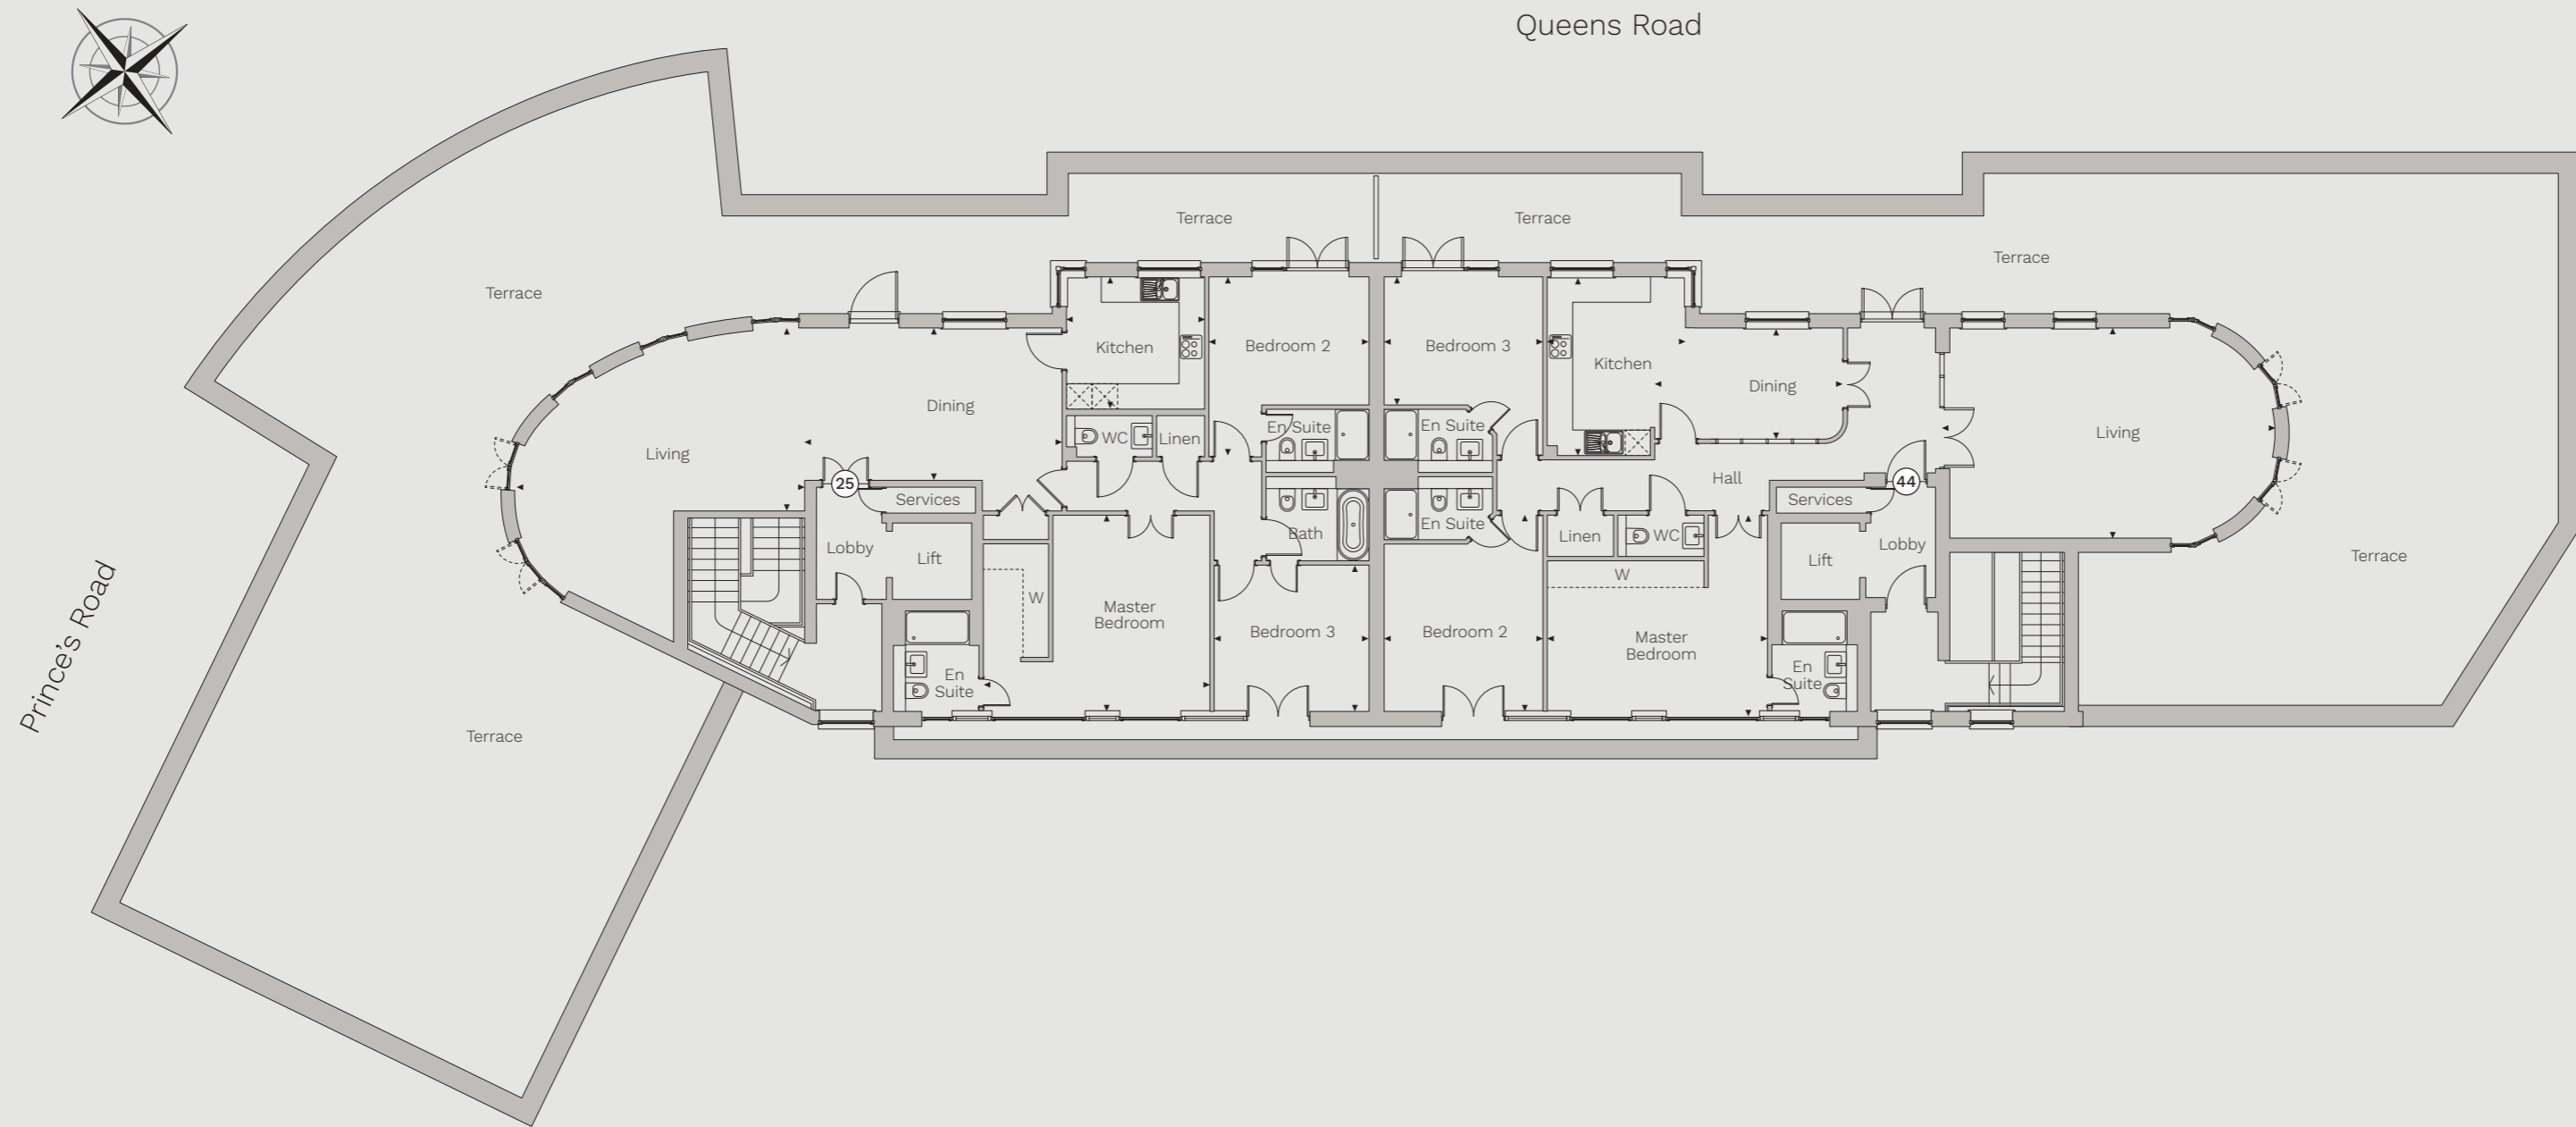 Queens Road
Terrace
Terrace
Terrace
Terrace
Kitchen
Bedroom 2
Bedroom 3
Kitchen
Dining
Dining
Living
WC
Linen
En Suite
En Suite
Living
25
Services
Hall
44
Services
Lobby
Lift
Bath
En Suite
Linen
WC
Lift
Lobby
Terrace
W
W
Master
Bedroom
Bedroom 3
Bedroom 2
Master
Bedroom
En
Suite
En
Suite
Prince's Road
Terrace